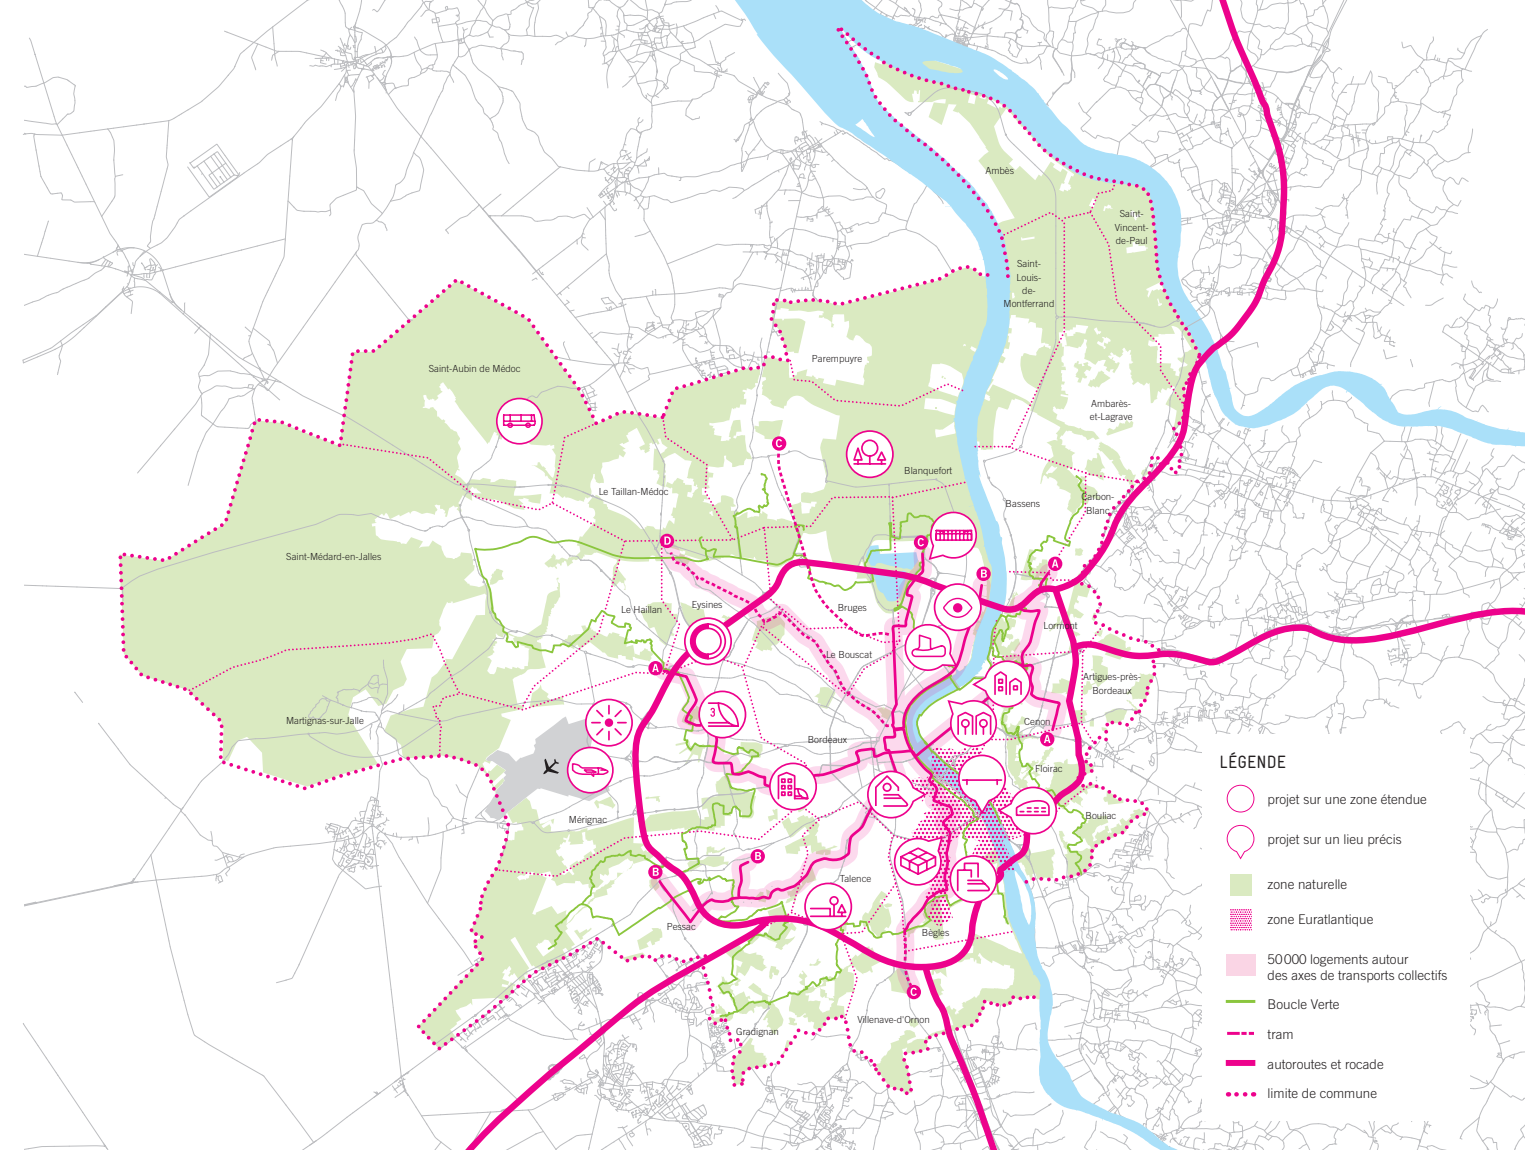 Ambès
Saint-
Vincent-
de-Paul
Saint-
Louis-
de-
Montferrand
Parempuyre
Saint-Aubin de Médoc
Ambarès-
et-Lagrave
C
Blanquefort
Le Taillan-Médoc
Bassens
Carbon-
Blanc
D
C
Saint-Médard-en-Jalles
A
B
Le Haillan
Eysines
Bruges
Lormont
Le Bouscat
A
Artigues-près-
Bordeaux
3
Martignas-sur-Jalle
Cenon
Bordeaux
A
Floirac
Mérignac
Bouliac
B
B
Talence
Pessac
Bègles
C
Villenave-d'Ornon
Gradignan
LÉGENDE
projet sur une zone étendue
projet sur un lieu précis
zone naturelle
zone Euratlantique
50000 logements autour
des axes de transports collectifs
Boucle Verte
tram
autoroutes et rocade
limite de commune